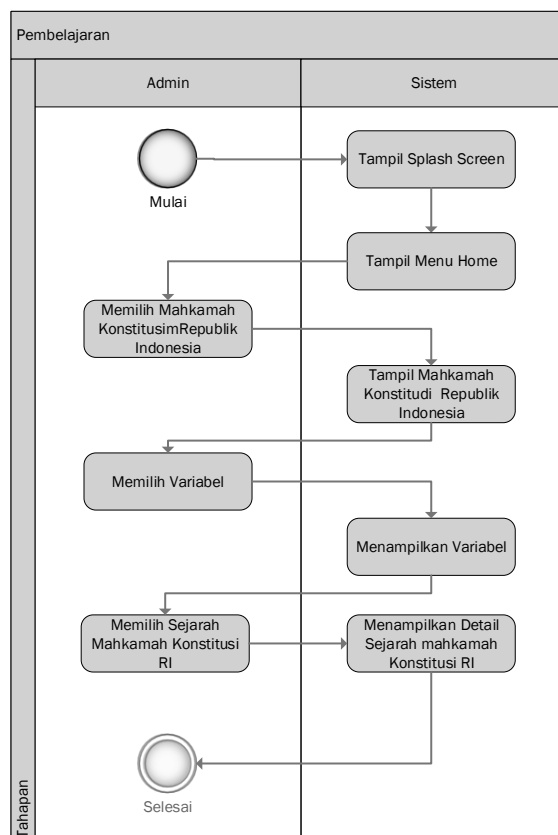 Pembelajaran
Admin
Sistem
Mulai
Tampil Splash Screen
Tampil Menu Home
Memilih Mahkamah
KonstitusimRepublik
Indonesia
Tampil Mahkamah
Konstitudi Republik
Indonesia
Memilih Variabel
Menampilkan Variabel
Memilih Sejarah
Mahkamah Konstitusi
RI
Menampilkan Detail
Sejarah mahkamah
Konstitusi RI
Selesai
Tahapan